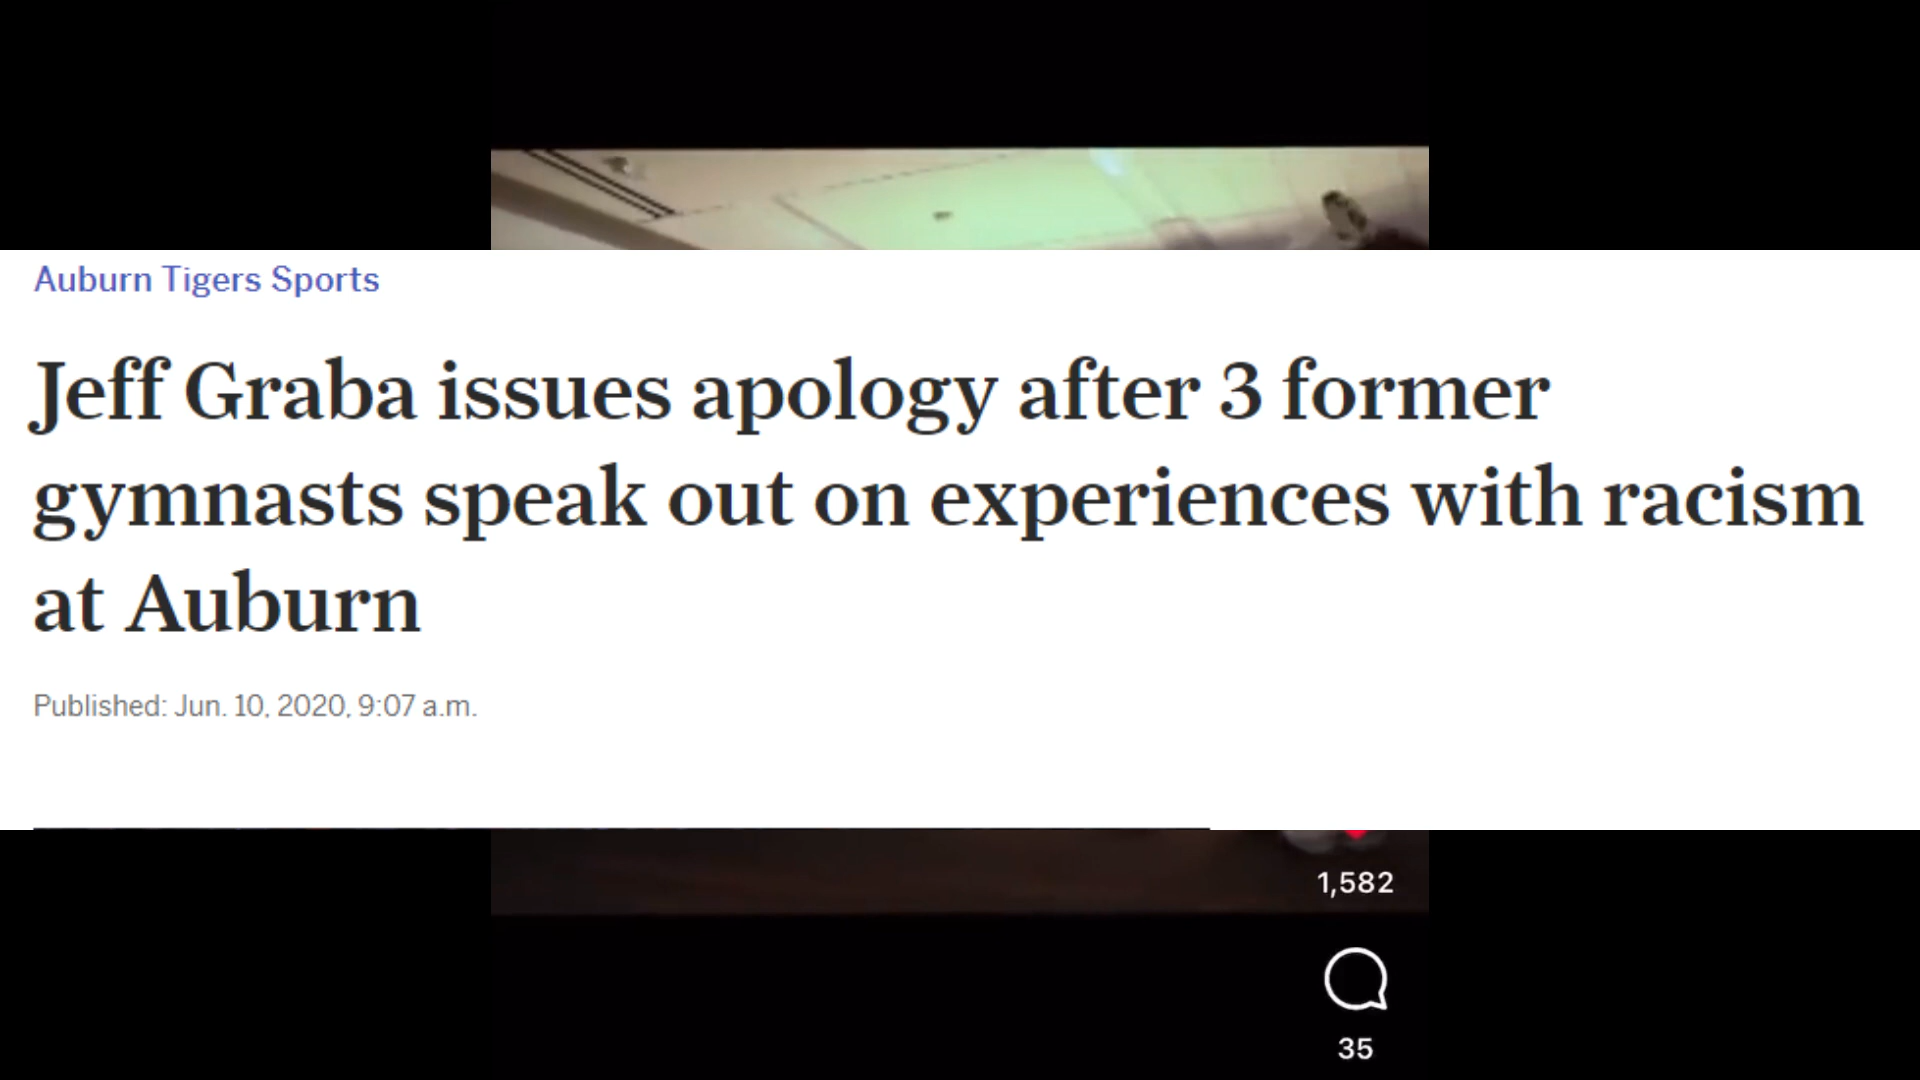 Auburn Tigers Sports
Jeff Graba issues apology after 3 former
gymnasts speak out on experiences with racism
at Auburn
Published: Jun. 10, 2020, 9:07 a.m.
1,582
35